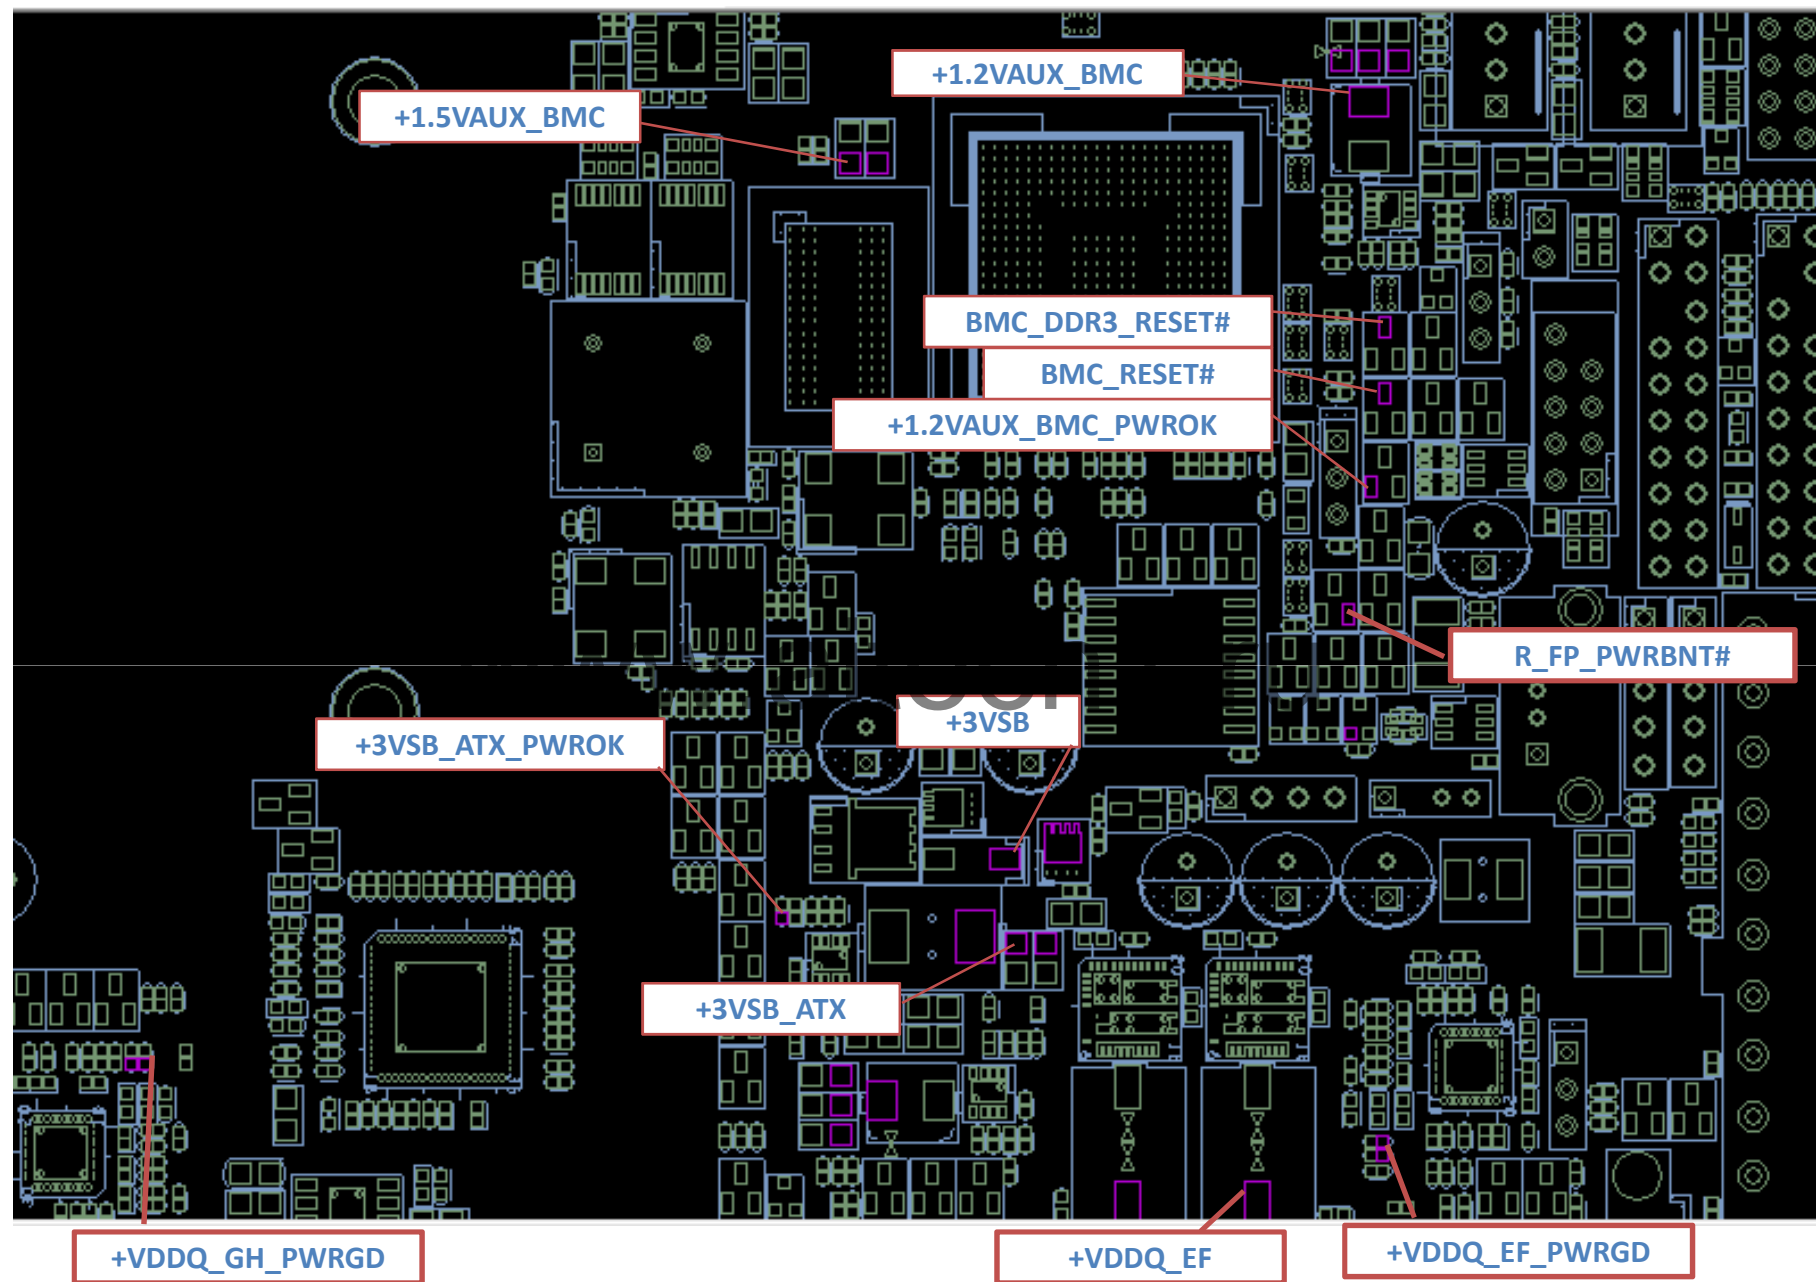 +1.2VAUX_BMC
+1.5VAUX_BMC
BMC_DDR3_RESET#
BMC_RESET#
+1.2VAUX_BMC_PWROK
R_FP_PWRBNT#
+3VSB
+3VSB_ATX_PWROK
+3VSB_ATX
+VDDQ_GH_PWRGD
+VDDQ_EF
+VDDQ_EF_PWRGD